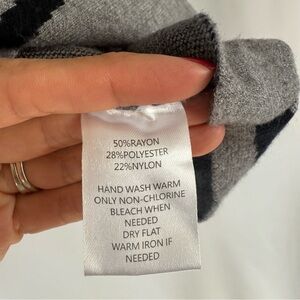 50%RAYON
28%POLYESTER
22%NYLON
HAND WASH WARM
ONLY NON-CHLORINE
BLEACH WHEN
NEEDED
DRY FLAT
WARM IRON IF
NEEDED